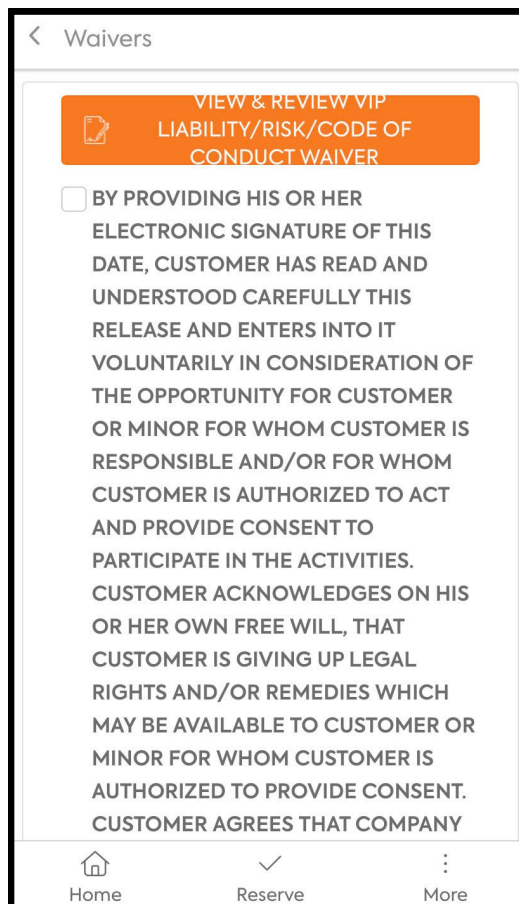 Waivers
VIEW & REVIEW VIP
LIABILITY/RISK/CODE OF
CONDUCT WAIVER
BY PROVIDING HIS OR HER
ELECTRONIC SIGNATURE OF THIS
DATE, CUSTOMER HAS READ AND
UNDERSTOOD CAREFULLY THIS
RELEASE AND ENTERS INTO IT
VOLUNTARILY IN CONSIDERATION OF
THE OPPORTUNITY FOR CUSTOMER
OR MINOR FOR WHOM CUSTOMER IS
RESPONSIBLE AND/OR FOR WHOM
CUSTOMER IS AUTHORIZED TO ACT
AND PROVIDE CONSENT TO
PARTICIPATE IN THE ACTIVITIES.
CUSTOMER ACKNOWLEDGES ON HIS
OR HER OWN FREE WILL, THAT
CUSTOMER IS GIVING UP LEGAL
RIGHTS AND/OR REMEDIES WHICH
MAY BE AVAILABLE TO CUSTOMER OR
MINOR FOR WHOM CUSTOMER IS
AUTHORIZED TO PROVIDE CONSENT.
CUSTOMER AGREES THAT COMPANY
Home
Reserve
More